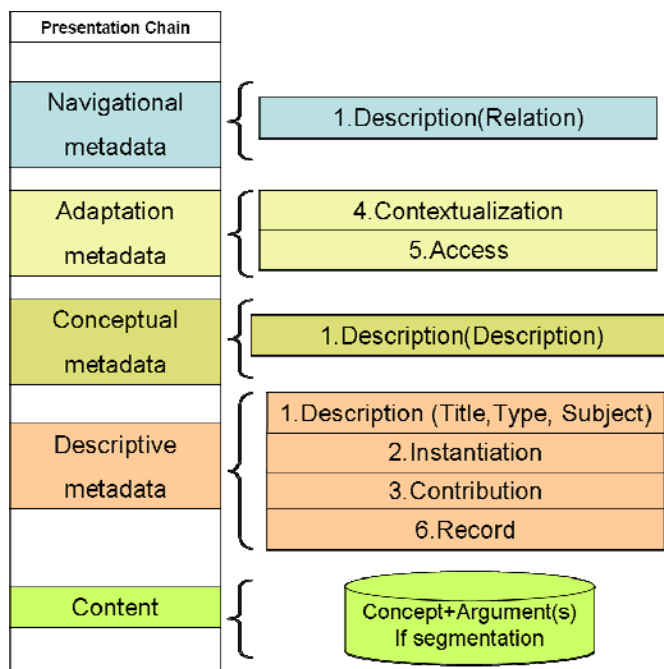 Presentation Chain
Navigational
metadata
1.Description(Relation)
Adaptation
metadata
4.Contextualization
5.Access
Conceptual
metadata
1.Description(Description)
Descriptive
metadata
1.Description (Title,Type, Subject)
2.Instantiation
3.Contribution
6.Record
Content
Concept+Argument(s)
If segmentation